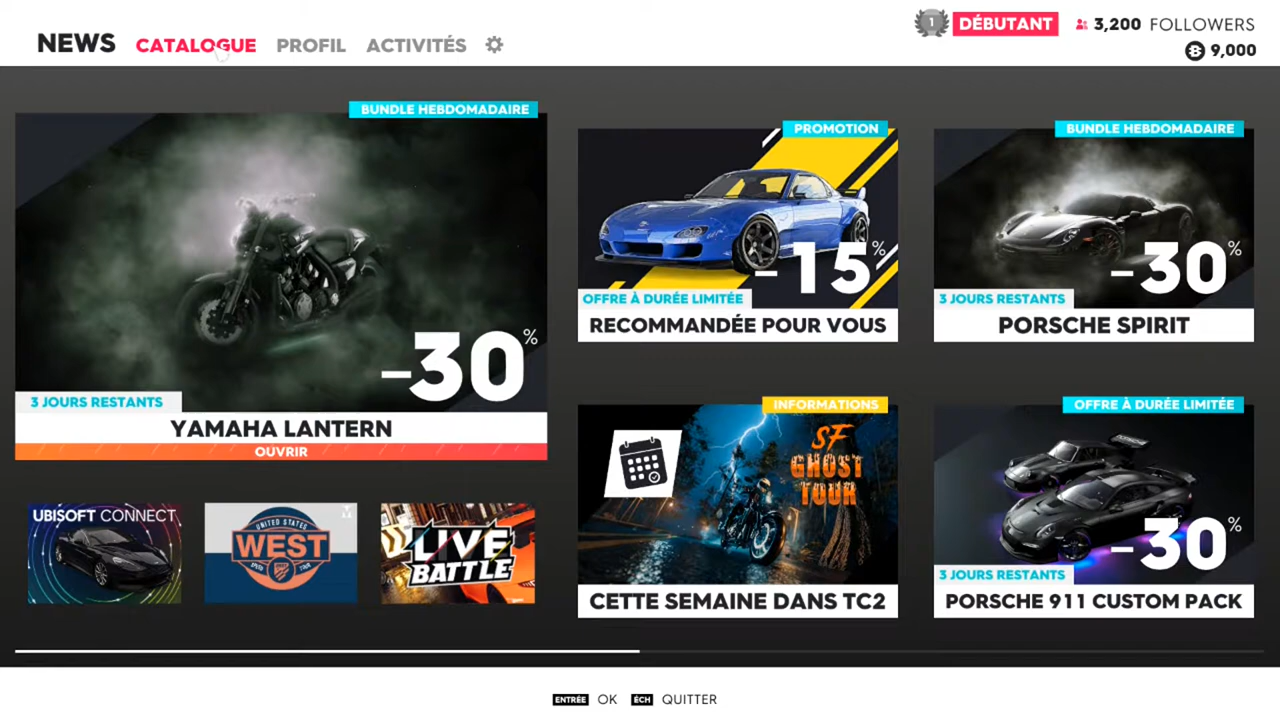 NEWS CATALOGUE PROFIL ACTIVITÉS
1 DÉBUTANT 3,200 FOLLOWERS
9,000
BUNDLE HEBDOMADAIRE
-30%
3 JOURS RESTANTS
YAMAHA LANTERN
OUVRIR
PROMOTION
-15%
OFFRE À DURÉE LIMITÉE
RECOMMANDÉE POUR VOUS
BUNDLE HEBDOMADAIRE
-30%
3 JOURS RESTANTS
PORSCHE SPIRIT
UBISOFT CONNECT
UNITED STATES
WEST
SPEED TOUR
LIVE
BATTLE
INFORMATIONS
SF
GHOST
TOUR
CETTE SEMAINE DANS TC2
OFFRE À DURÉE LIMITÉE
-30%
3 JOURS RESTANTS
PORSCHE 911 CUSTOM PACK
ENTRÉE OK ÉCH QUITTER